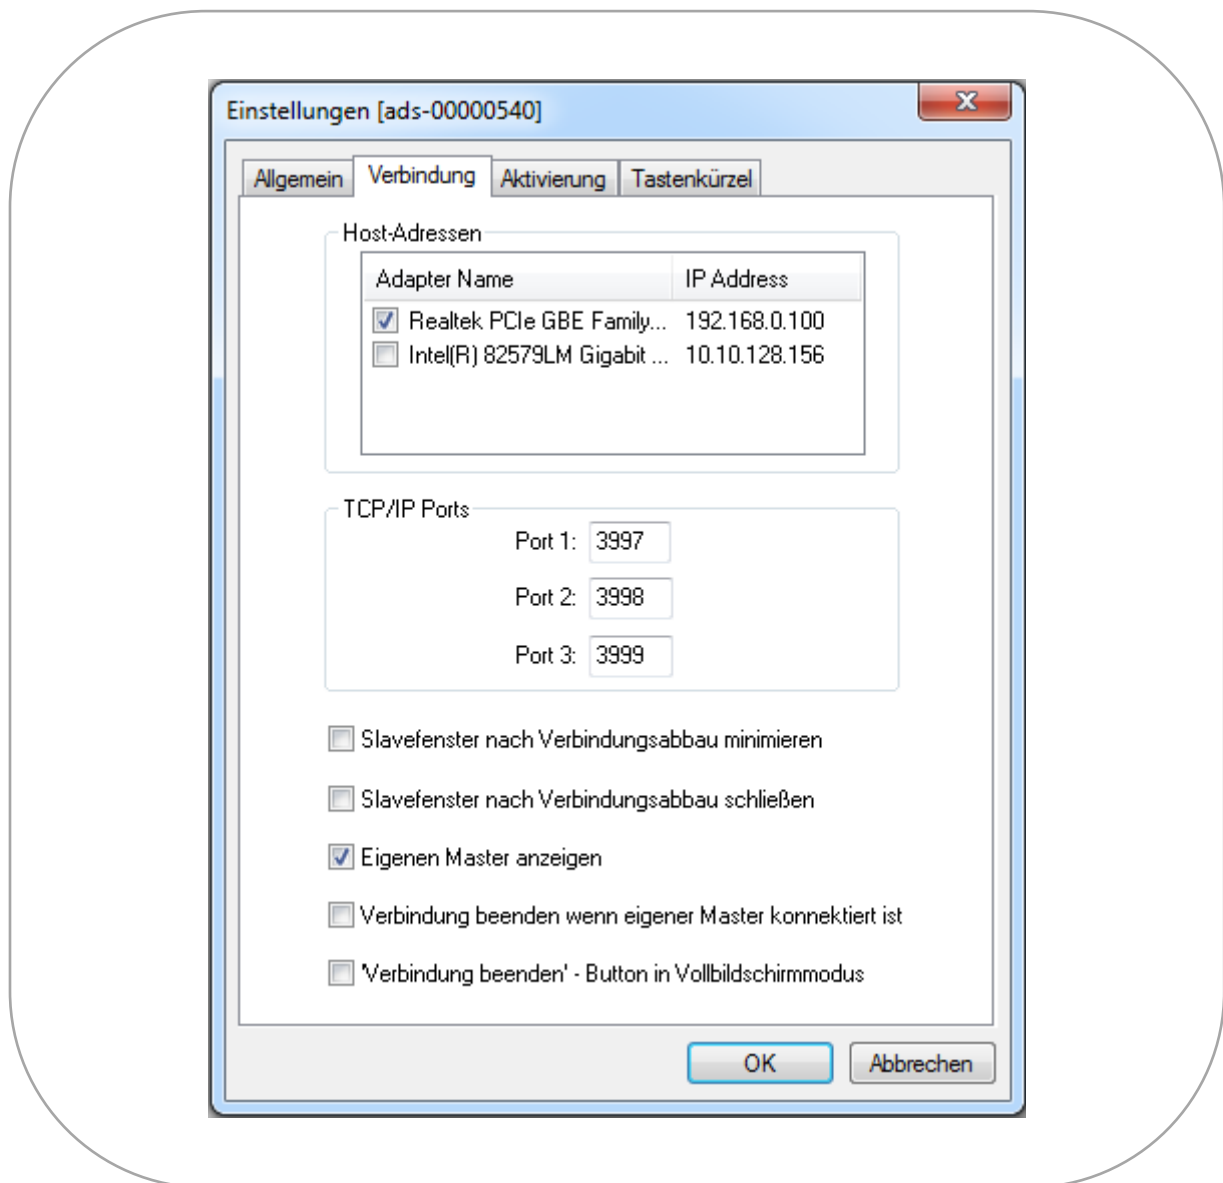 Einstellungen [ads-00000540]
Allgemein Verbindung Aktivierung Tastenkürzel
Host-Adressen
Adapter Name IP Address
Realtek PCIe GBE Family... 192.168.0.100
Intel(R) 82579LM Gigabit ... 10.10.128.156
TCP/IP Ports
Port 1: 3997
Port 2: 3998
Port 3: 3999
Slavefenster nach Verbindungsabbau minimieren
Slavefenster nach Verbindungsabbau schließen
Eigenen Master anzeigen
Verbindung beenden wenn eigener Master konnektiert ist
'Verbindung beenden' - Button in Vollbildschirmmodus
OK Abbrechen